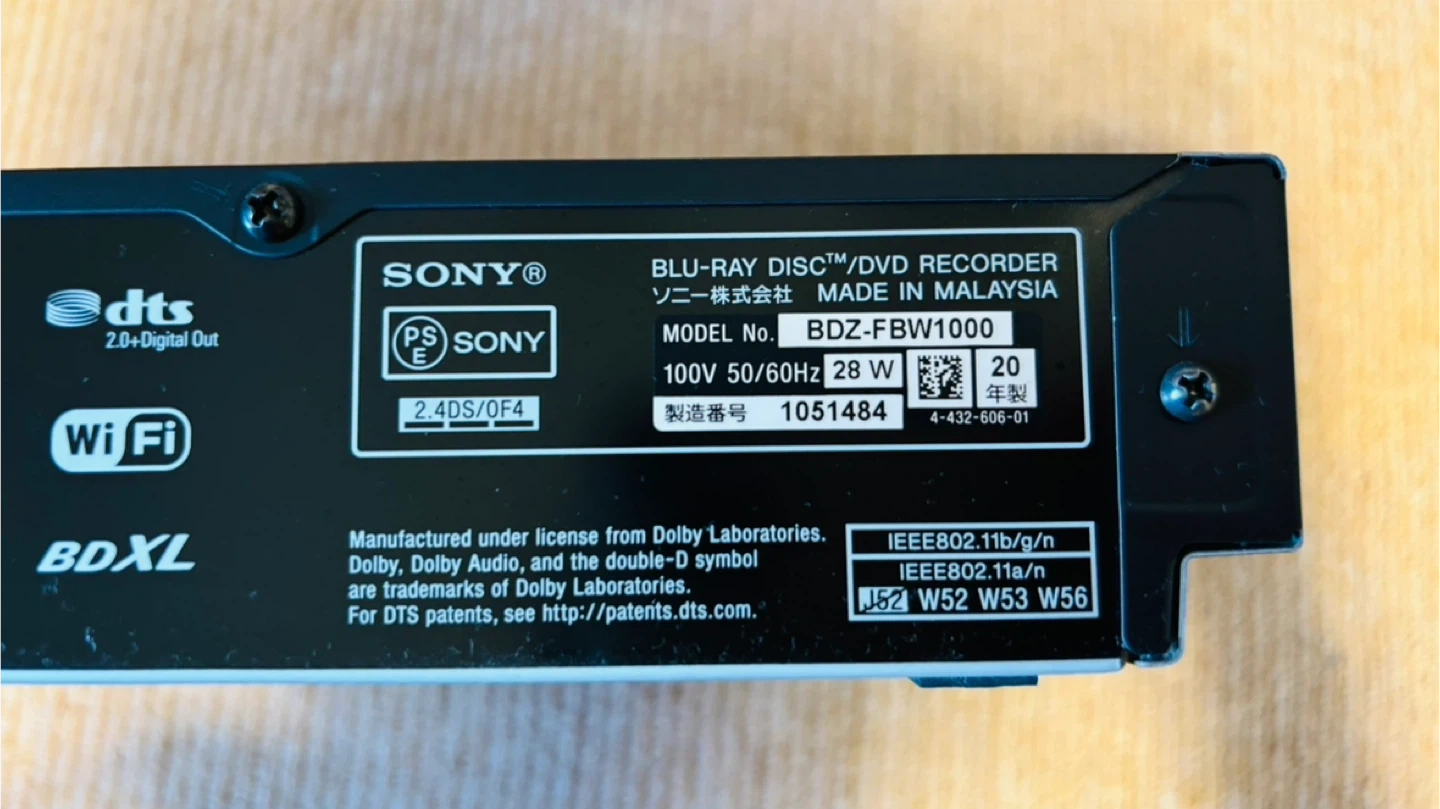 dts
2.0+Digital Out
Wi Fi
BDXL
SONY®
PS
E
SONY
2.4DS/OF4
BLU-RAY DISC™/DVD RECORDER
ソニー株式会社 MADE IN MALAYSIA
MODEL No. BDZ-FBW1000
100V 50/60Hz 28 W
20
年製
製造番号 1051484
4-432-606-01
Manufactured under license from Dolby Laboratories.
Dolby, Dolby Audio, and the double-D symbol
are trademarks of Dolby Laboratories.
For DTS patents, see http://patents.dts.com.
IEEE802.11b/g/n
IEEE802.11a/n
J52 W52 W53 W56